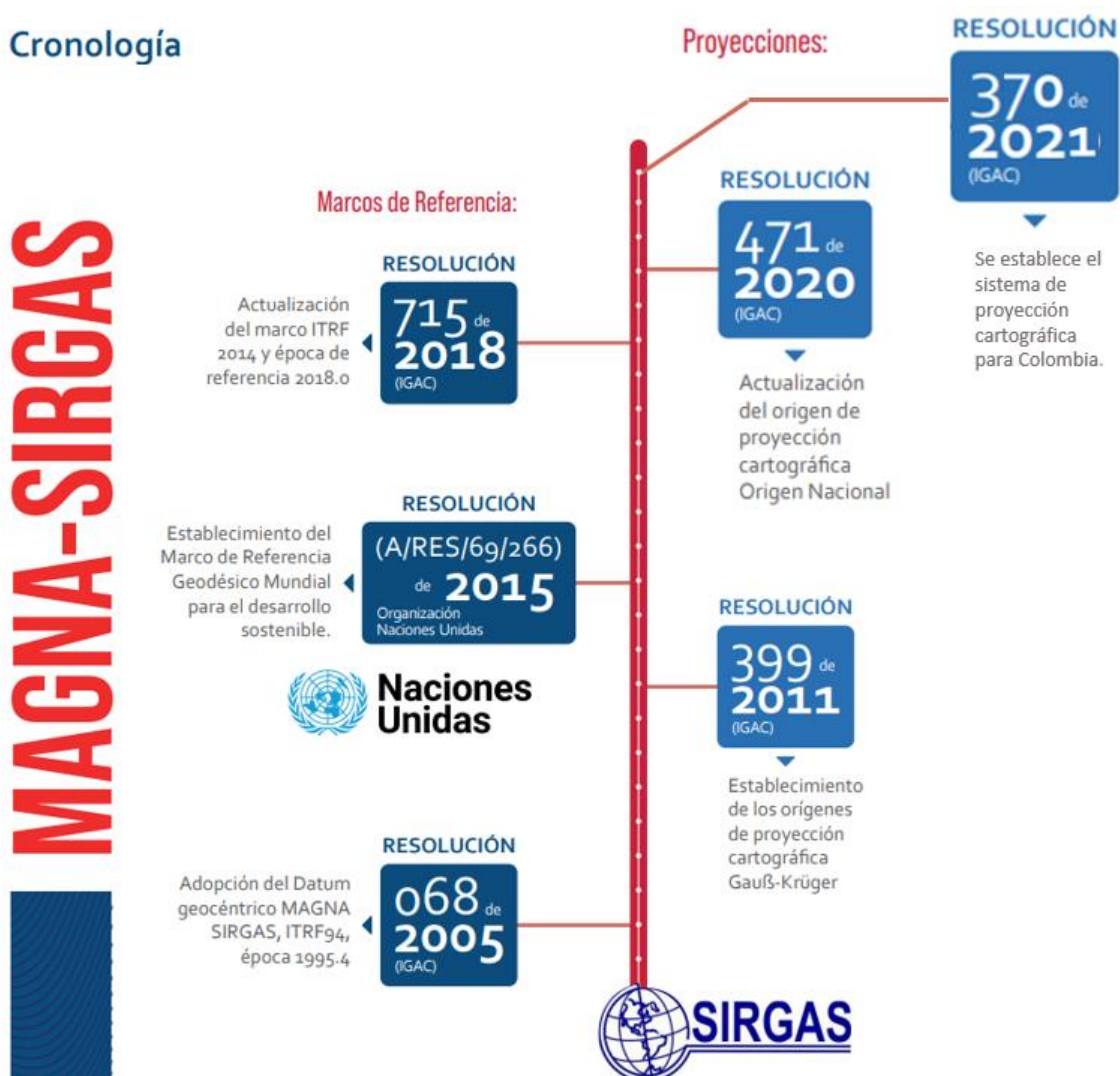 Cronología
MAGNA-SIRGAS
Marcos de Referencia:
RESOLUCIÓN
715 de
2018
(IGAC)
Actualización
del marco ITRF
2014 y época de
referencia 2018.0
RESOLUCIÓN
(A/RES/69/266)
de 2015
Organización
Naciones Unidas
Establecimiento del
Marco de Referencia
Geodésico Mundial
para el desarrollo
sostenible.
Naciones
Unidas
RESOLUCIÓN
068 de
2005
(IGAC)
Adopción del Datum
geocéntrico MAGNA
SIRGAS, ITRF94,
época 1995.4
Proyecciones:
RESOLUCIÓN
370 de
2021
(IGAC)
Se establece el
sistema de
proyección
cartográfica
para Colombia.
RESOLUCIÓN
471 de
2020
(IGAC)
Actualización
del origen de
proyección
cartográfica
Origen Nacional
RESOLUCIÓN
399 de
2011
(IGAC)
Establecimiento
de los orígenes
de proyección
cartográfica
Gauß-Krüger
SIRGAS